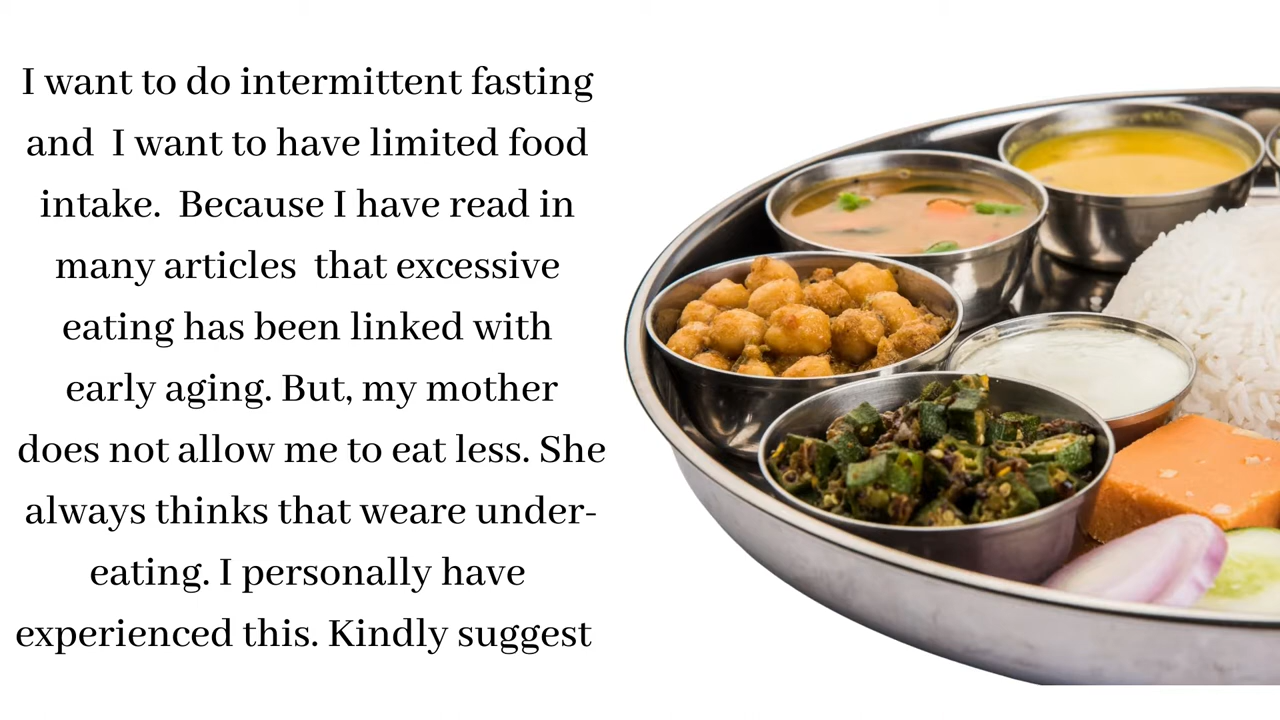 I want to do intermittent fasting
and I want to have limited food
intake. Because I have read in
many articles that excessive
eating has been linked with
early aging. But, my mother
does not allow me to eat less. She
always thinks that weare under-
eating. I personally have
experienced this. Kindly suggest